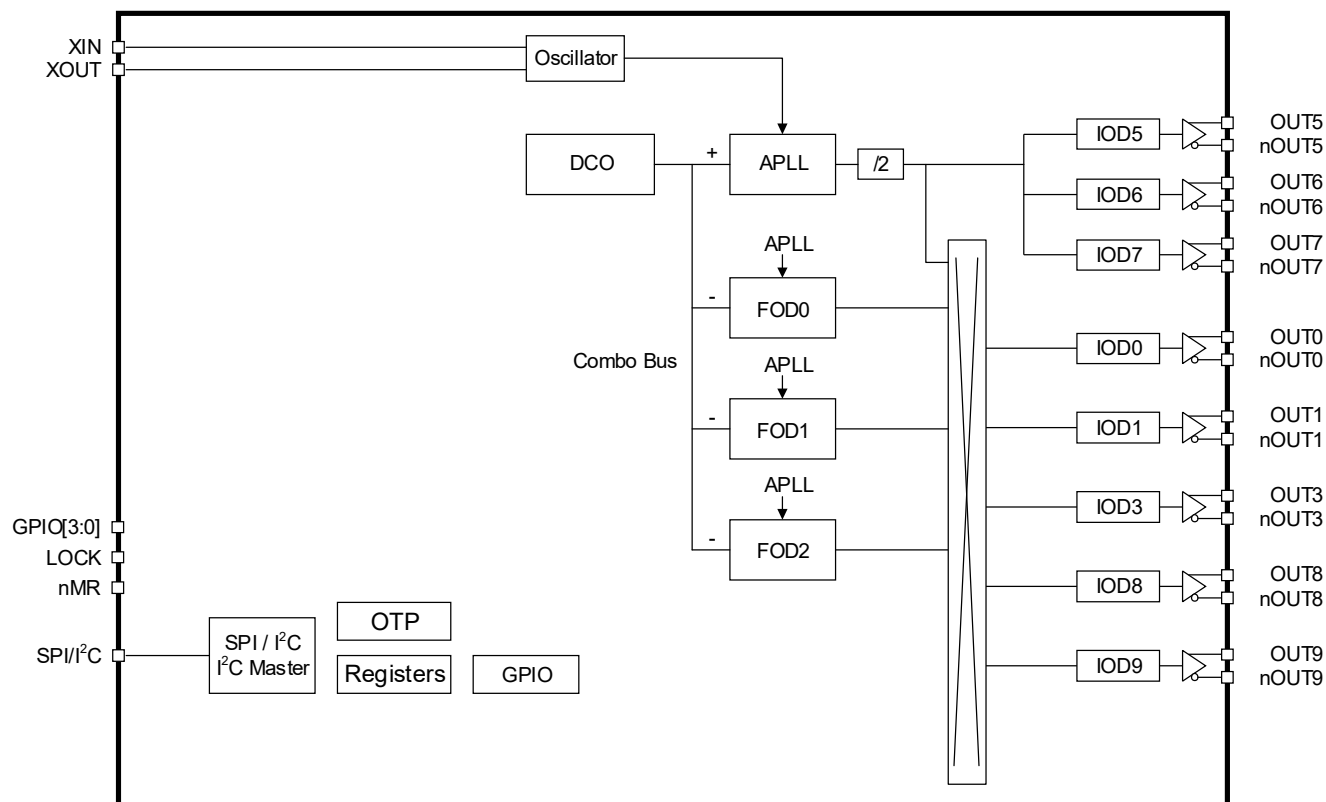 XIN
XOUT
Oscillator
DCO
+
APLL
/2
IOD5
OUT5
nOUT5
IOD6
OUT6
nOUT6
IOD7
OUT7
nOUT7
APLL
-
FOD0
IOD0
OUT0
nOUT0
Combo Bus
APLL
-
FOD1
IOD1
OUT1
nOUT1
APLL
-
FOD2
IOD3
OUT3
nOUT3
GPIO[3:0]
LOCK
nMR
IOD8
OUT8
nOUT8
SPI/I²C
SPI / I²C
I²C Master
OTP
Registers
GPIO
IOD9
OUT9
nOUT9